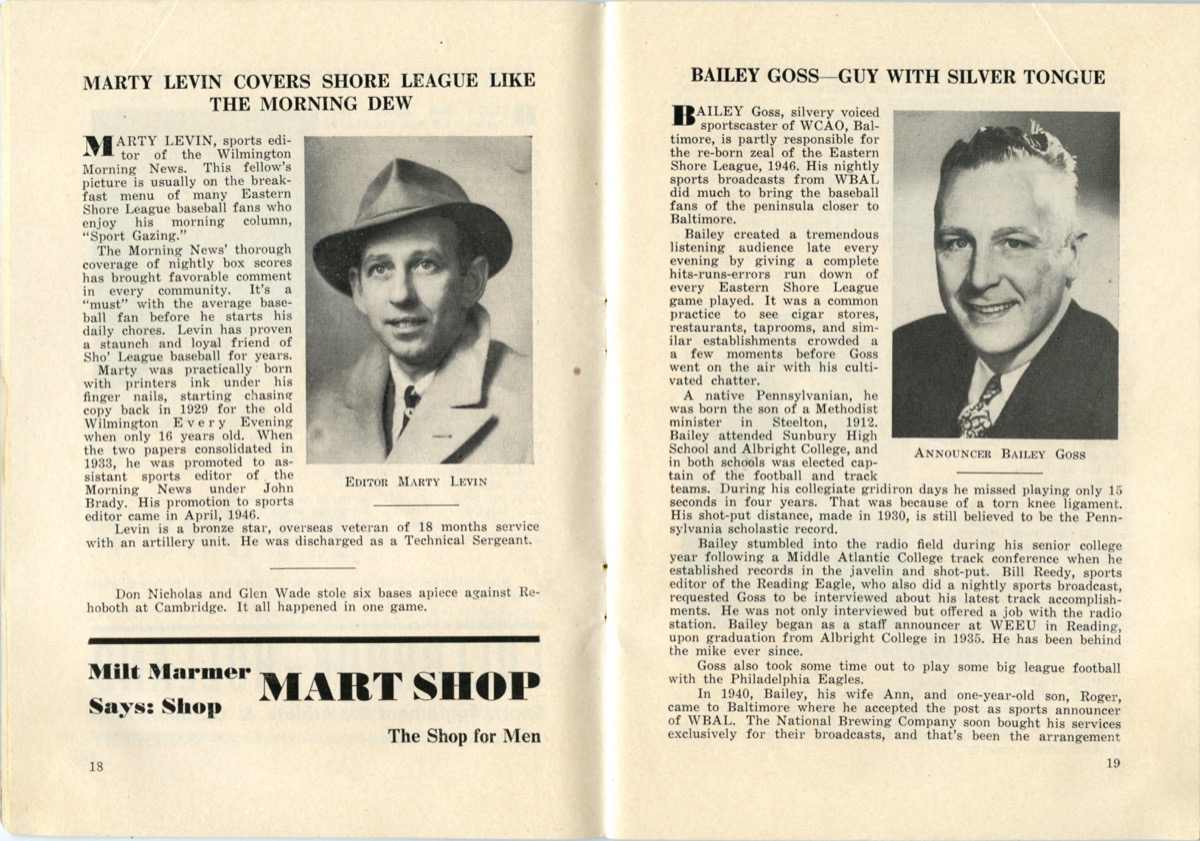 MARTY LEVIN COVERS SHORE LEAGUE LIKE
THE MORNING DEW
MARTY LEVIN, sports edi-
tor of the Wilmington
Morning News. This fellow's
picture is usually on the break-
fast menu of many Eastern
Shore League baseball fans who
enjoy his morning column,
"Sport Gazing."
The Morning News' thorough
coverage of nightly box scores
has brought favorable comment
in every community. It's a
"must" with the average base-
ball fan before he starts his
daily chores. Levin has proven
a staunch and loyal friend of
Sho' League baseball for years.
Marty was practically born
with printers ink under his
finger nails, starting chasing
copy back in 1929 for the old
Wilmington Every Evening
when only 16 years old. When
the two papers consolidated in
1933, he was promoted to as-
sistant sports editor of the
Morning News under John
Brady. His promotion to sports
editor came in April, 1946.
EDITOR MARTY LEVIN
Levin is a bronze star, overseas veteran of 18 months service
with an artillery unit. He was discharged as a Technical Sergeant.
Don Nicholas and Glen Wade stole six bases apiece against Re-
hoboth at Cambridge. It all happened in one game.
Milt Marmer
Says: Shop
MART SHOP
The Shop for Men
18
BAILEY GOSS—GUY WITH SILVER TONGUE
BAILEY Goss, silvery voiced
sportscaster of WCAO, Bal-
timore, is partly responsible for
the re-born zeal of the Eastern
Shore League, 1946. His nightly
sports broadcasts from WBAL
did much to bring the baseball
fans of the peninsula closer to
Baltimore.
Bailey created a tremendous
listening audience late every
evening by giving a complete
hits-runs-errors run down of
every Eastern Shore League
game played. It was a common
practice to see cigar stores,
restaurants, taprooms, and sim-
ilar establishments crowded a
a few moments before Goss
went on the air with his culti-
vated chatter.
A native Pennsylvanian, he
was born the son of a Methodist
minister in Steelton, 1912.
Bailey attended Sunbury High
School and Albright College, and
in both schools was elected cap-
tain of the football and track
ANNOUNCER BAILEY GOSS
teams. During his collegiate gridiron days he missed playing only 15
seconds in four years. That was because of a torn knee ligament.
His shot-put distance, made in 1930, is still believed to be the Penn-
sylvania scholastic record.
Bailey stumbled into the radio field during his senior college
year following a Middle Atlantic College track conference when he
established records in the javelin and shot-put. Bill Reedy, sports
editor of the Reading Eagle, who also did a nightly sports broadcast,
requested Goss to be interviewed about his latest track accomplish-
ments. He was not only interviewed but offered a job with the radio
station. Bailey began as a staff announcer at WEEU in Reading,
upon graduation from Albright College in 1935. He has been behind
the mike ever since.
Goss also took some time out to play some big league football
with the Philadelphia Eagles.
In 1940, Bailey, his wife Ann, and one-year-old son, Roger,
came to Baltimore where he accepted the post as sports announcer
of WBAL. The National Brewing Company soon bought his services
exclusively for their broadcasts, and that's been the arrangement
19